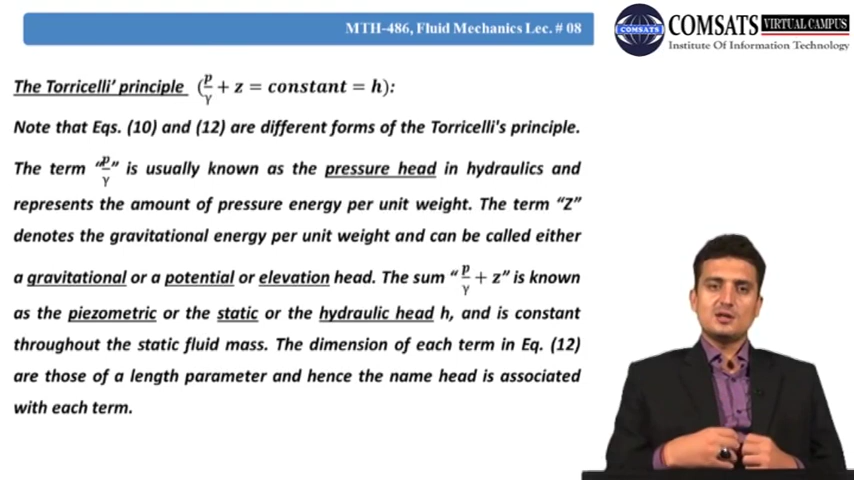 MTH-486, Fluid Mechanics Lec. # 08
COMSATS VIRTUAL CAMPUS
Institute Of Information Technology
COMSATS
The Torricelli' principle (p/γ + z = constant = h):
Note that Eqs. (10) and (12) are different forms of the Torricelli's principle.
The term "p/γ" is usually known as the pressure head in hydraulics and
represents the amount of pressure energy per unit weight. The term "Z"
denotes the gravitational energy per unit weight and can be called either
a gravitational or a potential or elevation head. The sum "p/γ + z" is known
as the piezometric or the static or the hydraulic head h, and is constant
throughout the static fluid mass. The dimension of each term in Eq. (12)
are those of a length parameter and hence the name head is associated
with each term.